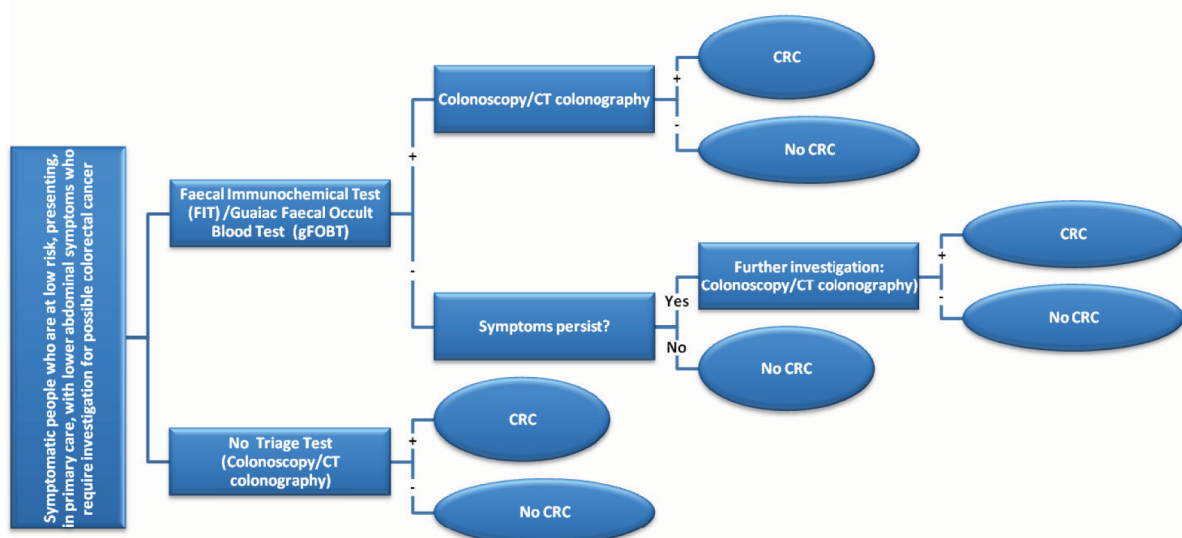 Symptomatic people who are at low risk, presenting,
in primary care, with lower abdominal symptoms who
require investigation for possible colorectal cancer
Faecal Immunochemical Test
(FIT) /Guaiac Faecal Occult
Blood Test (gFOBT)
+
-
Colonoscopy/CT colonography
+
-
CRC
No CRC
Symptoms persist?
Yes
No
Further investigation:
Colonoscopy/CT colonography)
+
-
CRC
No CRC
No CRC
No Triage Test
(Colonoscopy/CT
colonography)
+
-
CRC
No CRC